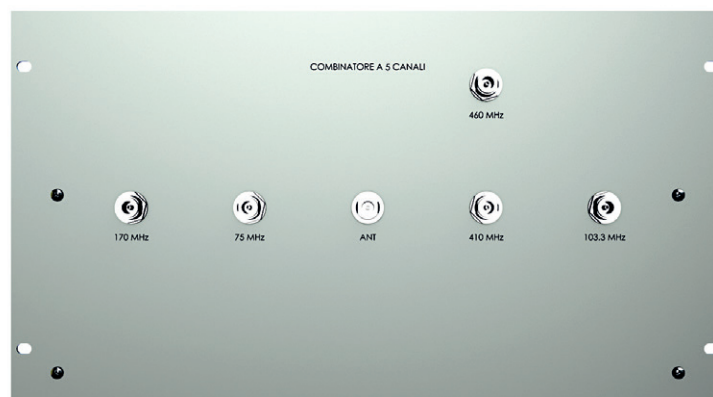 COMBINATORE A 5 CANALI
460 MHz
170 MHz
75 MHz
ANT
410 MHz
103.3 MHz